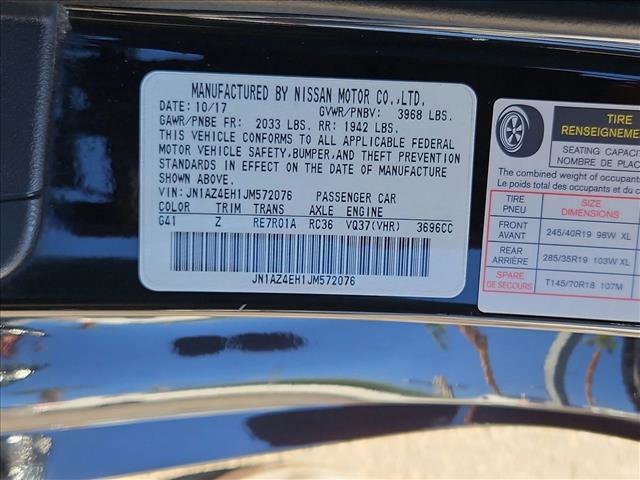 MANUFACTURED BY NISSAN MOTOR CO.,LTD.
DATE: 10/17 GVWR/PNBV: 3968 LBS.
GAWR/PNBE FR: 2033 LBS. RR: 1942 LBS.
THIS VEHICLE CONFORMS TO ALL APPLICABLE FEDERAL
MOTOR VEHICLE SAFETY,BUMPER,AND THEFT PREVENTION
STANDARDS IN EFFECT ON THE DATE OF MANUFACTURE
SHOWN ABOVE.
VIN: JN1AZ4EH1JM572076 PASSENGER CAR
COLOR TRIM TRANS AXLE ENGINE
G41 Z RE7R01A RC36 VQ37(VHR) 3696CC
JN1AZ4EH1JM572076
TIRE
RENSEIGNEME
SEATING CAPACI
NOMBRE DE PLAC
The combined weight of occupants
Le poids total des occupants
TIRE PNEU SIZE DIMENSIONS
FRONT AVANT 245/40R19 98W XL
REAR ARRIÈRE 285/35R19 103W XL
SPARE DE SECOURS T145/70R18 107M